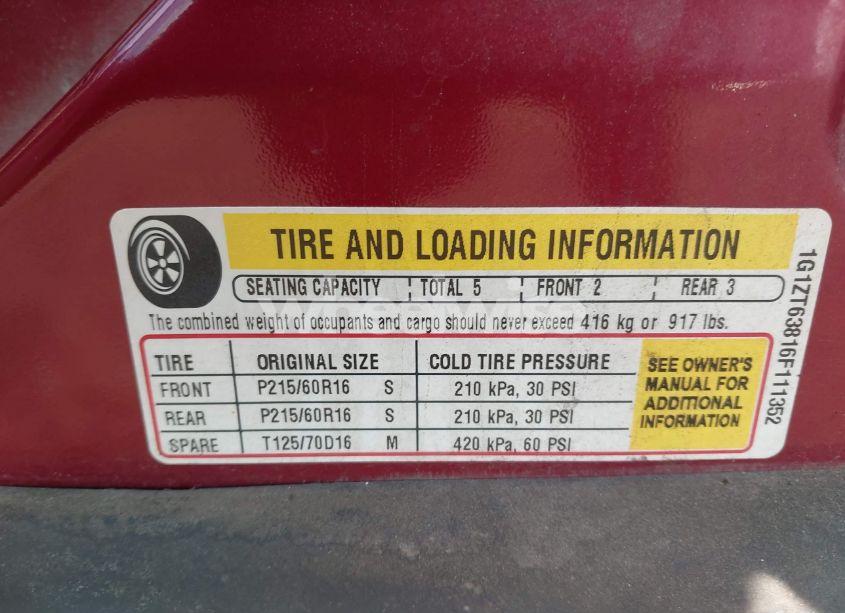 TIRE AND LOADING INFORMATION
SEATING CAPACITY TOTAL 5 FRONT 2 REAR 3
The combined weight of occupants and cargo should never exceed 416 kg or 917 lbs.
TIRE ORIGINAL SIZE COLD TIRE PRESSURE
FRONT P215/60R16 S 210 kPa, 30 PSI
REAR P215/60R16 S 210 kPa, 30 PSI
SPARE T125/70D16 M 420 kPa, 60 PSI
SEE OWNER'S
MANUAL FOR
ADDITIONAL
INFORMATION
1G1ZT63816F111352